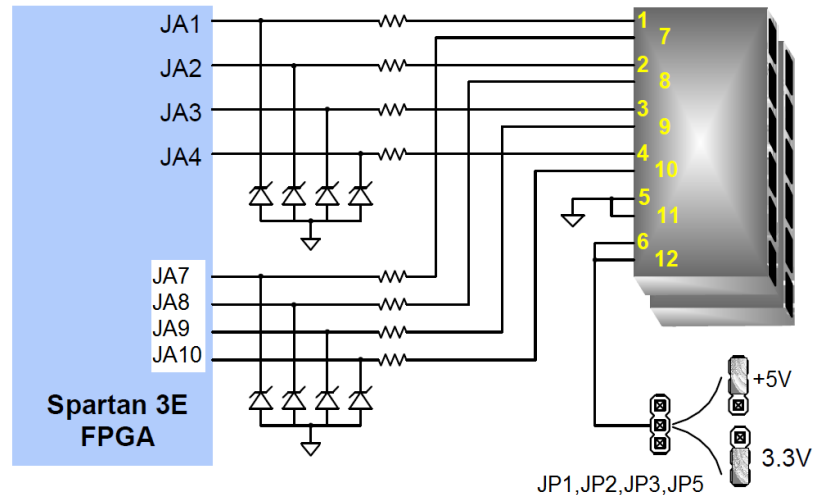 JA1
JA2
JA3
JA4
JA7
JA8
JA9
JA10
Spartan 3E
FPGA
1
7
2
8
3
9
4
10
5
11
6
12
+5V
3.3V
JP1,JP2,JP3,JP5